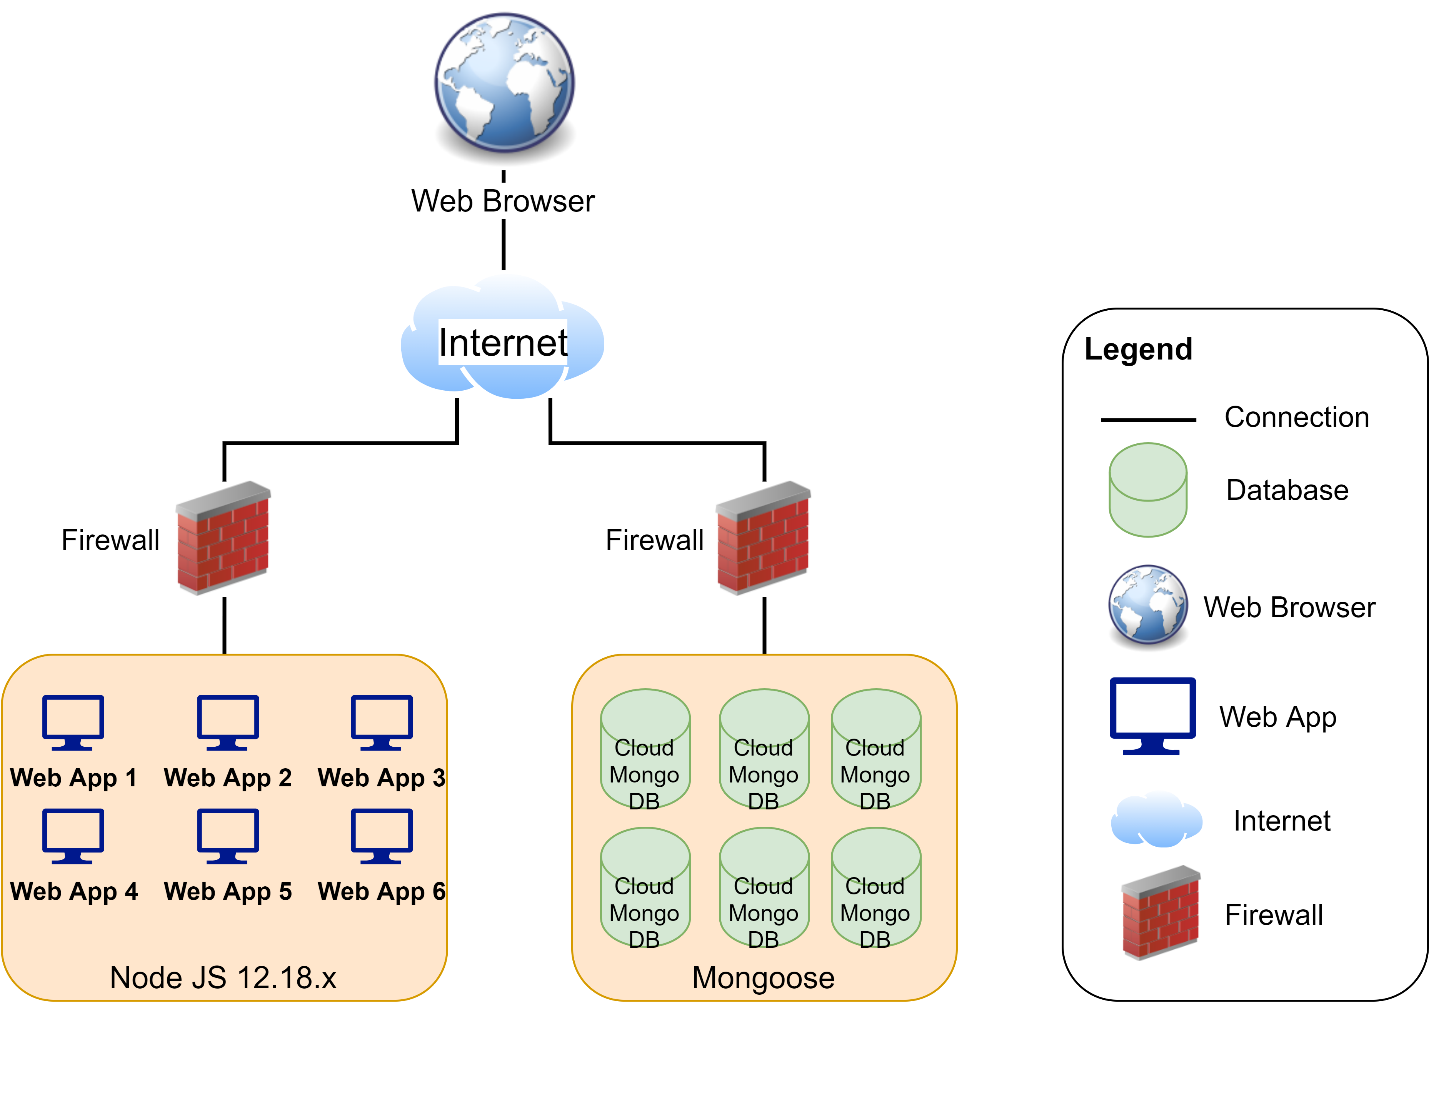 Web Browser
Internet
Firewall
Firewall
Web App 1
Web App 2
Web App 3
Web App 4
Web App 5
Web App 6
Node JS 12.18.x
Cloud
Mongo
DB
Cloud
Mongo
DB
Cloud
Mongo
DB
Cloud
Mongo
DB
Cloud
Mongo
DB
Cloud
Mongo
DB
Mongoose
Legend
Connection
Database
Web Browser
Web App
Internet
Firewall